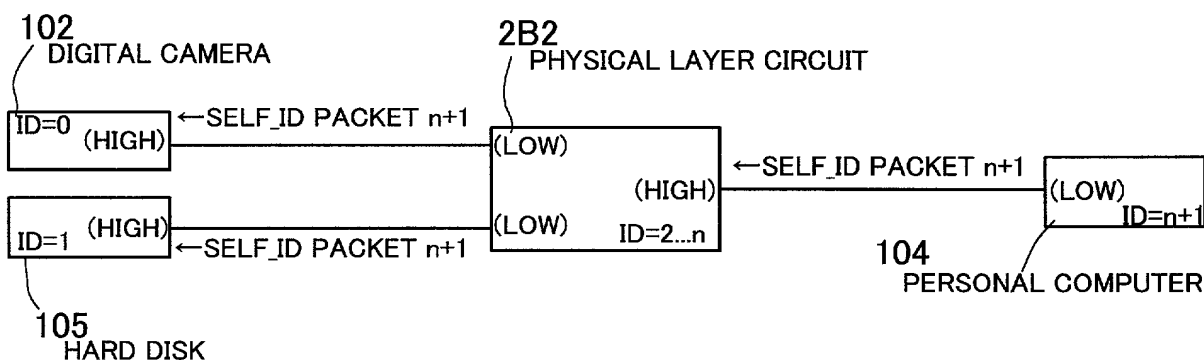 102
DIGITAL CAMERA
2B2
PHYSICAL LAYER CIRCUIT
ID=0
(HIGH)
←SELF_ID PACKET n+1
(LOW)
←SELF_ID PACKET n+1
(HIGH)
(LOW)
ID=n+1
ID=1
(HIGH)
←SELF_ID PACKET n+1
(LOW)
ID=2...n
104
PERSONAL COMPUTER
105
HARD DISK